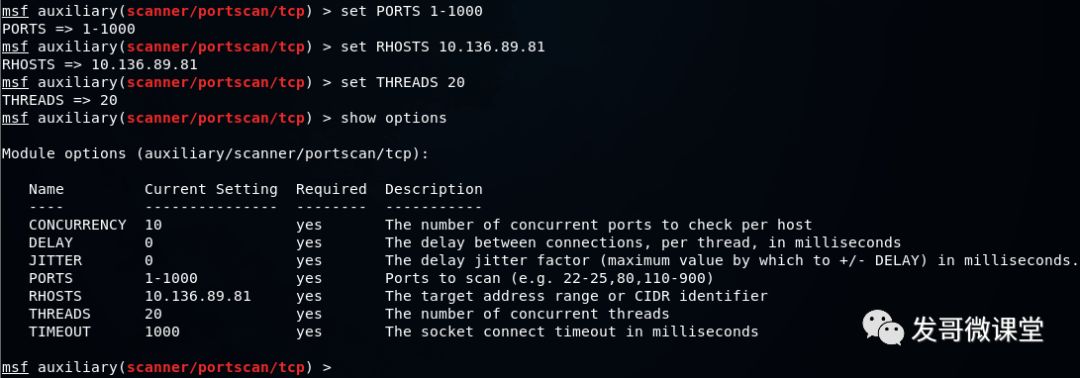 msf auxiliary(scanner/portscan/tcp) > set PORTS 1-1000
PORTS => 1-1000
msf auxiliary(scanner/portscan/tcp) > set RHOSTS 10.136.89.81
RHOSTS => 10.136.89.81
msf auxiliary(scanner/portscan/tcp) > set THREADS 20
THREADS => 20
msf auxiliary(scanner/portscan/tcp) > show options
Module options (auxiliary/scanner/portscan/tcp):
Name Current Setting Required Description
---- --------------- -------- -----------
CONCURRENCY 10 yes The number of concurrent ports to check per host
DELAY 0 yes The delay between connections, per thread, in milliseconds
JITTER 0 yes The delay jitter factor (maximum value by which to +/- DELAY) in milliseconds.
PORTS 1-1000 yes Ports to scan (e.g. 22-25,80,110-900)
RHOSTS 10.136.89.81 yes The target address range or CIDR identifier
THREADS 20 yes The number of concurrent threads
TIMEOUT 1000 yes The socket connect timeout in milliseconds
发哥微课堂
msf auxiliary(scanner/portscan/tcp) >